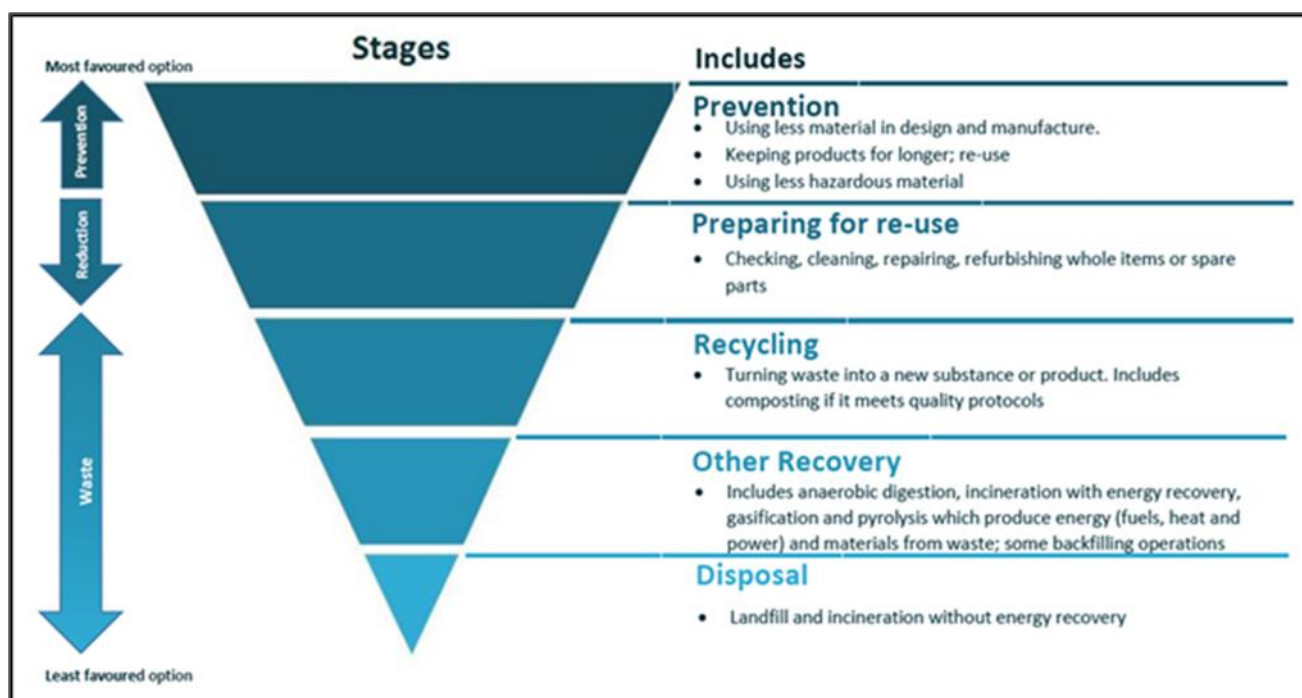 Stages
Includes
Most favoured option
Prevention
Reduction
Waste
Least favoured option
Prevention
• Using less material in design and manufacture.
• Keeping products for longer; re-use
• Using less hazardous material
Preparing for re-use
• Checking, cleaning, repairing, refurbishing whole items or spare
parts
Recycling
• Turning waste into a new substance or product. Includes
composting if it meets quality protocols
Other Recovery
• Includes anaerobic digestion, incineration with energy recovery,
gasification and pyrolysis which produce energy (fuels, heat and
power) and materials from waste; some backfilling operations
Disposal
• Landfill and incineration without energy recovery